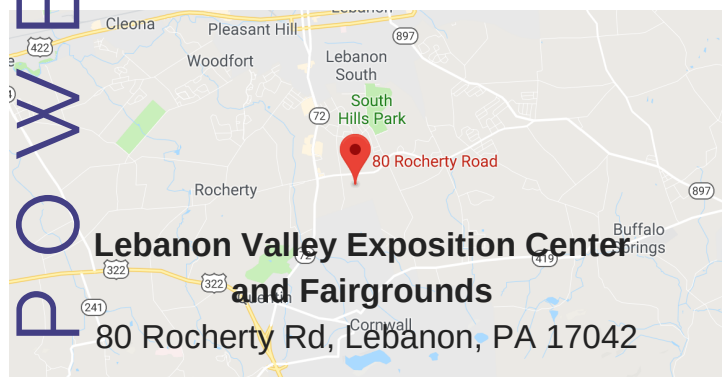 Lebanon
Cleona
Pleasant Hill
897
422
Woodfort
Lebanon
South
South
Hills Park
72
80 Rocherty Road
Rocherty
897
POWE
Buffalo
Springs
Lebanon Valley Exposition Center
72
419
322
322
and Fairgrounds
Quentin
241
Cornwall
80 Rocherty Rd, Lebanon, PA 17042